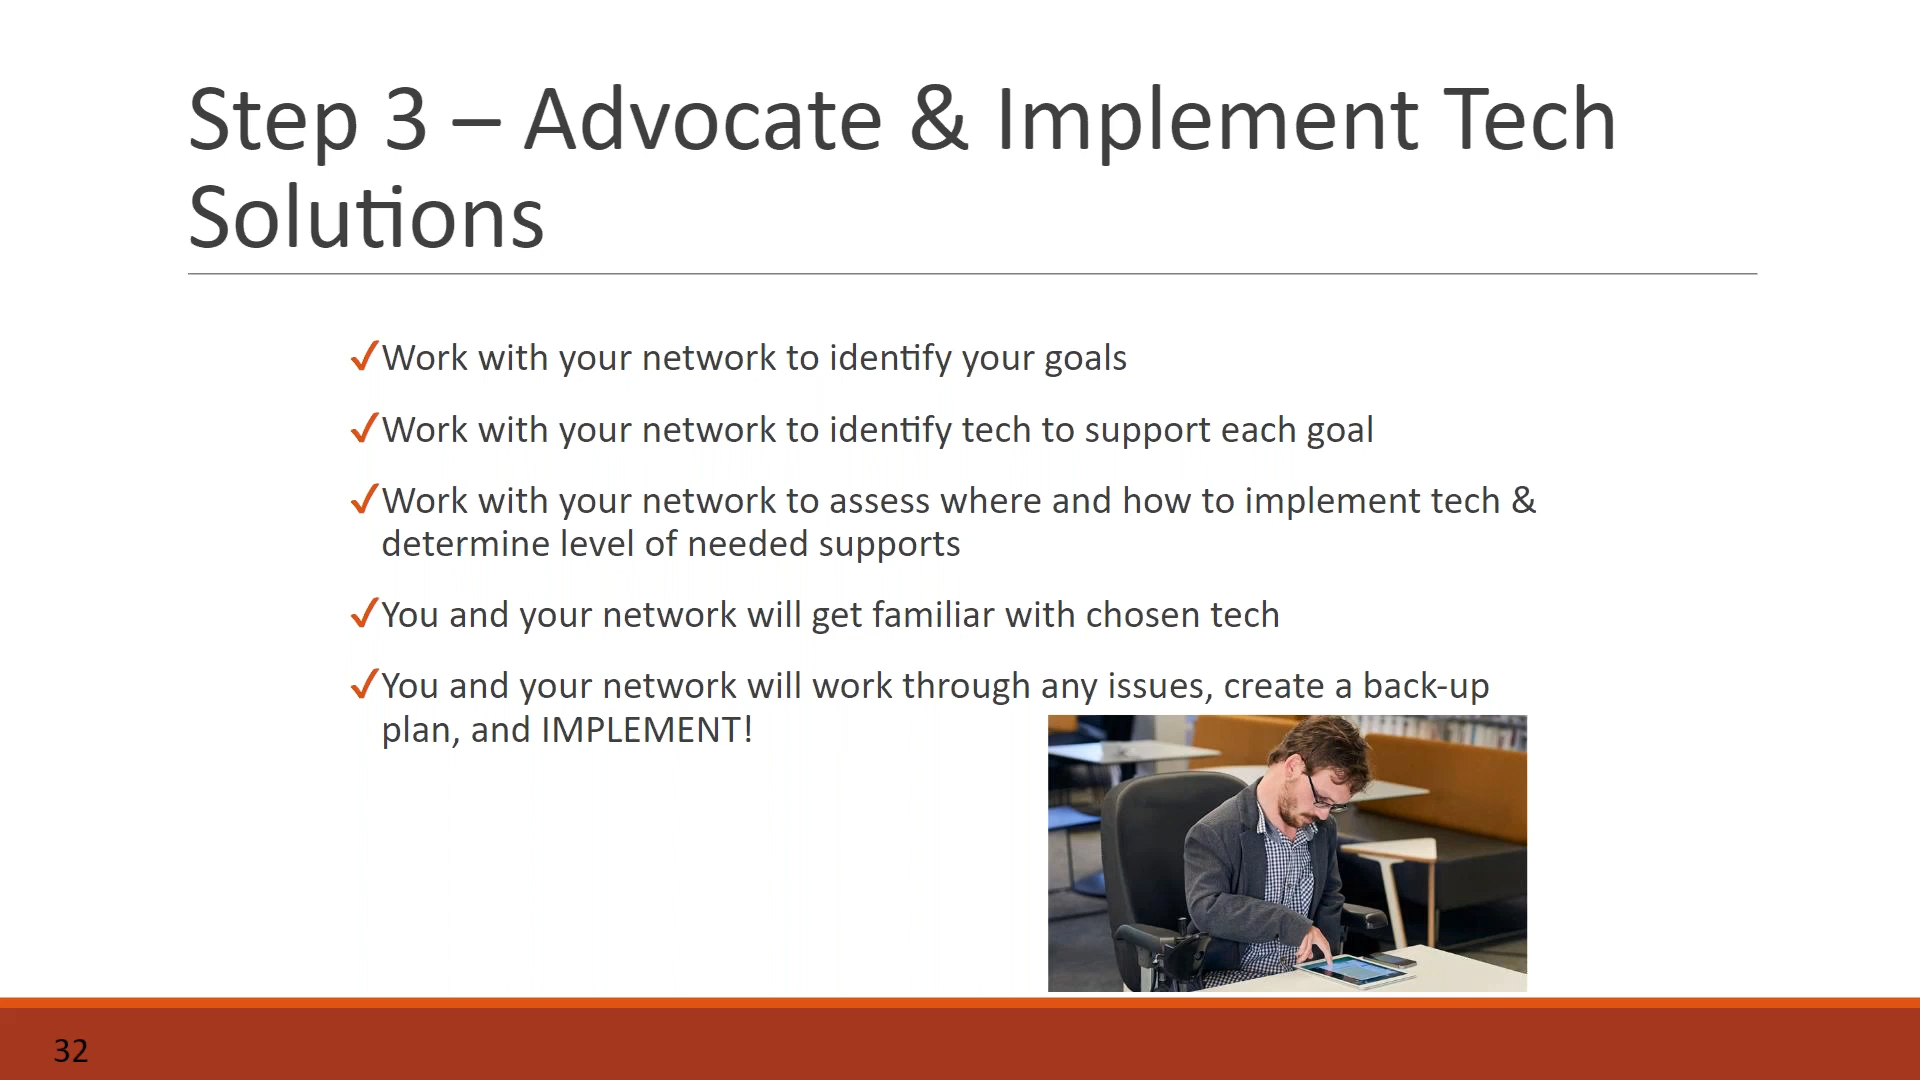 Step 3 – Advocate & Implement Tech
Solutions
✓Work with your network to identify your goals
✓Work with your network to identify tech to support each goal
✓Work with your network to assess where and how to implement tech &
determine level of needed supports
✓You and your network will get familiar with chosen tech
✓You and your network will work through any issues, create a back-up
plan, and IMPLEMENT!
32